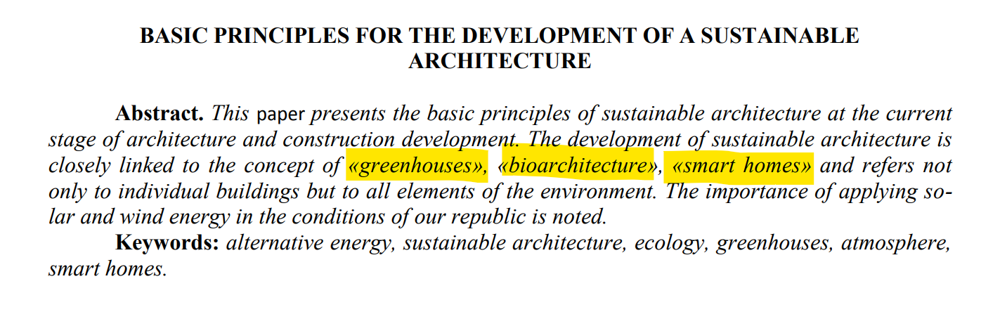 BASIC PRINCIPLES FOR THE DEVELOPMENT OF A SUSTAINABLE
ARCHITECTURE
Abstract. This paper presents the basic principles of sustainable architecture at the current
stage of architecture and construction development. The development of sustainable architecture is
closely linked to the concept of «greenhouses», «bioarchitecture», «smart homes» and refers not
only to individual buildings but to all elements of the environment. The importance of applying so-
lar and wind energy in the conditions of our republic is noted.
Keywords: alternative energy, sustainable architecture, ecology, greenhouses, atmosphere,
smart homes.